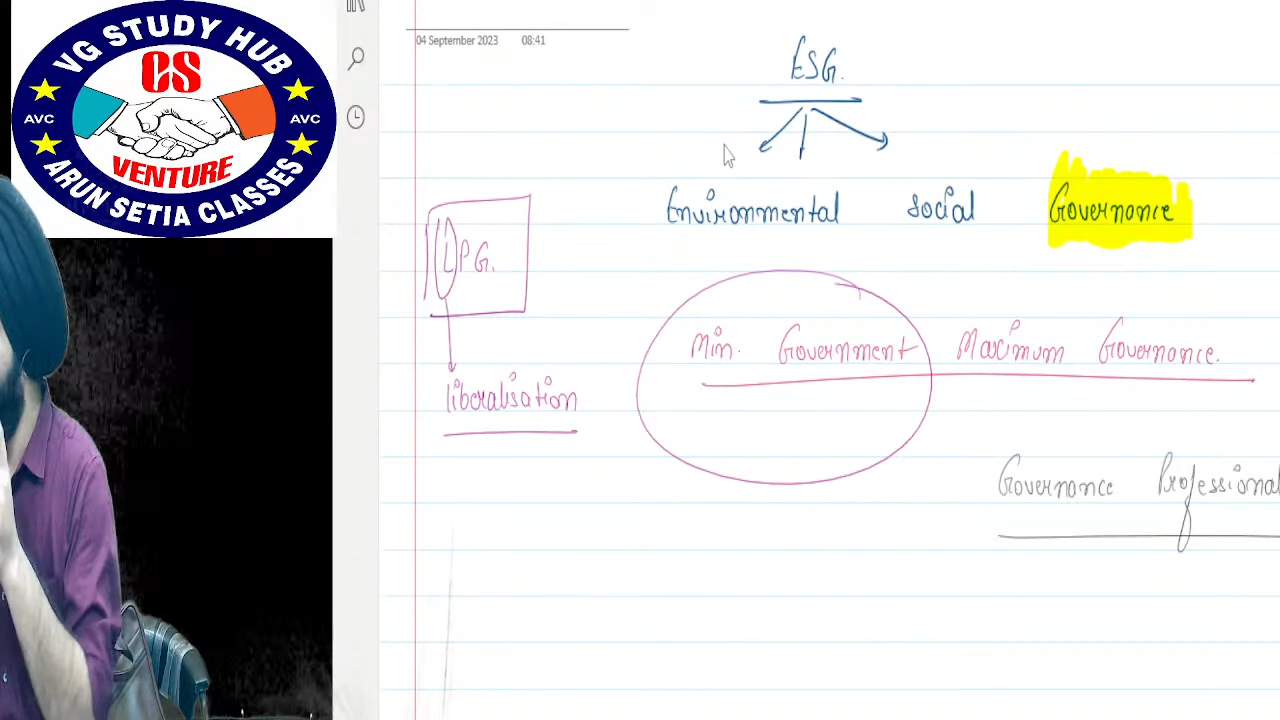 VG STUDY HUB
CS
AVC
AVC
VENTURE
ARUN SETIA CLASSES
04 September 2023 08:41
ESG.
Environmental Social Governance
LPG.
Min. Government Maximum Governance.
liberalisation
Governance Professional